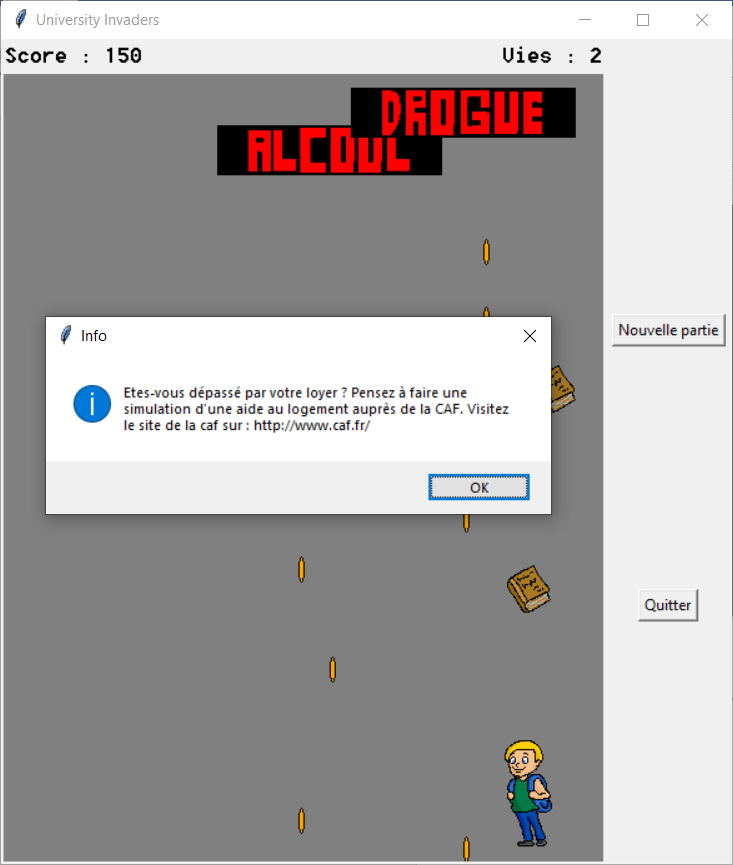 University Invaders
Score : 150
Vies : 2
DROGUE
ALCOUL
Info
Etes-vous dépassé par votre loyer ? Pensez à faire une
simulation d'une aide au logement auprès de la CAF. Visitez
le site de la caf sur : http://www.caf.fr/
OK
Nouvelle partie
Quitter